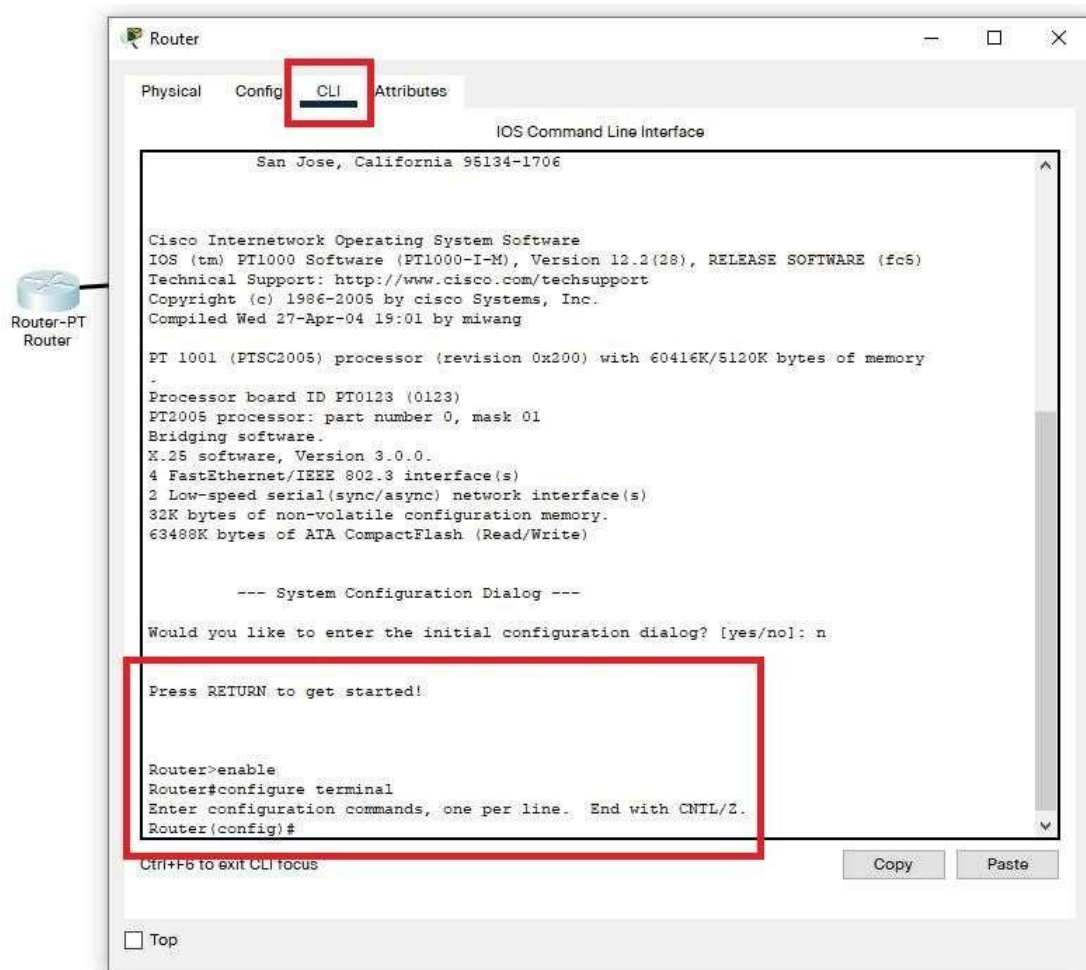 Router
Physical Config CLI Attributes
IOS Command Line Interface
San Jose, California 95134-1706
Cisco Internetwork Operating System Software
IOS (tm) PT1000 Software (PT1000-I-M), Version 12.2(28), RELEASE SOFTWARE (fc5)
Technical Support: http://www.cisco.com/techsupport
Copyright (c) 1986-2005 by cisco Systems, Inc.
Compiled Wed 27-Apr-04 19:01 by miwang
PT 1001 (PTSC2005) processor (revision 0x200) with 60416K/5120K bytes of memory
.
Processor board ID PT0123 (0123)
PT2005 processor: part number 0, mask 01
Bridging software.
X.25 software, Version 3.0.0.
4 FastEthernet/IEEE 802.3 interface(s)
2 Low-speed serial(sync/async) network interface(s)
32K bytes of non-volatile configuration memory.
63488K bytes of ATA CompactFlash (Read/Write)
--- System Configuration Dialog ---
Would you like to enter the initial configuration dialog? [yes/no]: n
Press RETURN to get started!
Router>enable
Router#configure terminal
Enter configuration commands, one per line.  End with CNTL/Z.
Router(config)#
Ctrl+F6 to exit CLI focus
Copy Paste
Top
Router-PT
Router